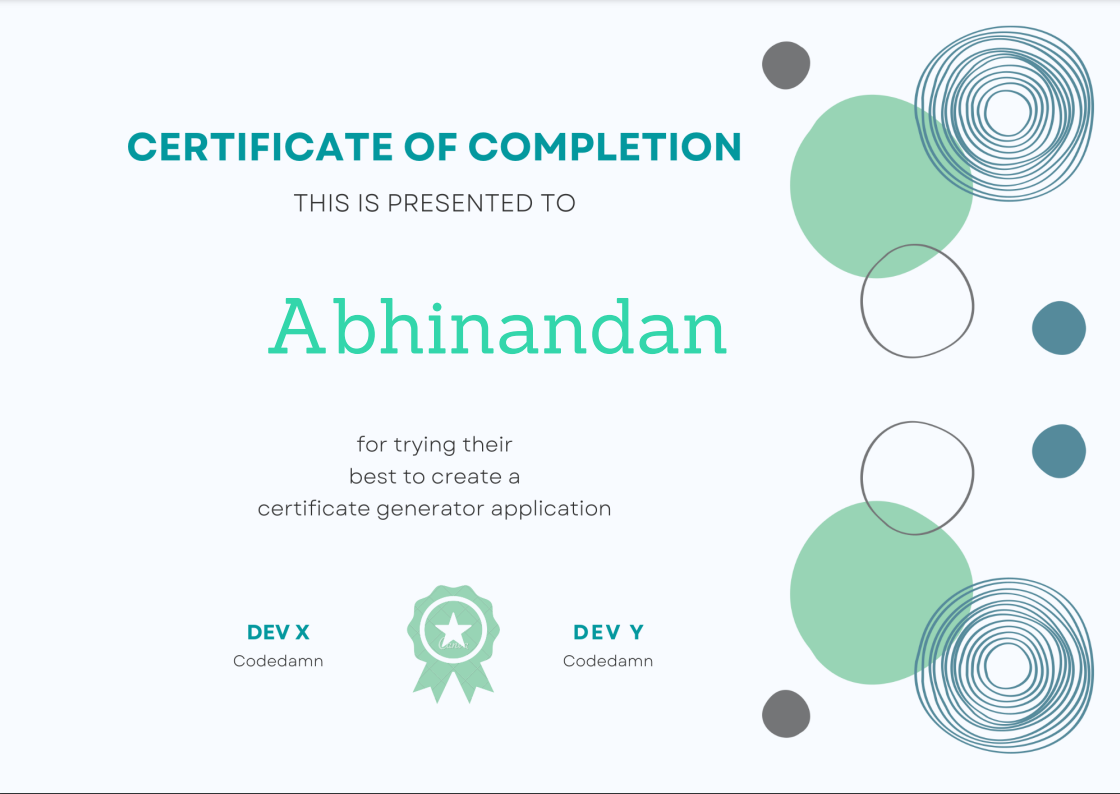 CERTIFICATE OF COMPLETION
THIS IS PRESENTED TO
Abhinandan
for trying their
best to create a
certificate generator application
DEV X
Codedamn
DEV Y
Codedamn